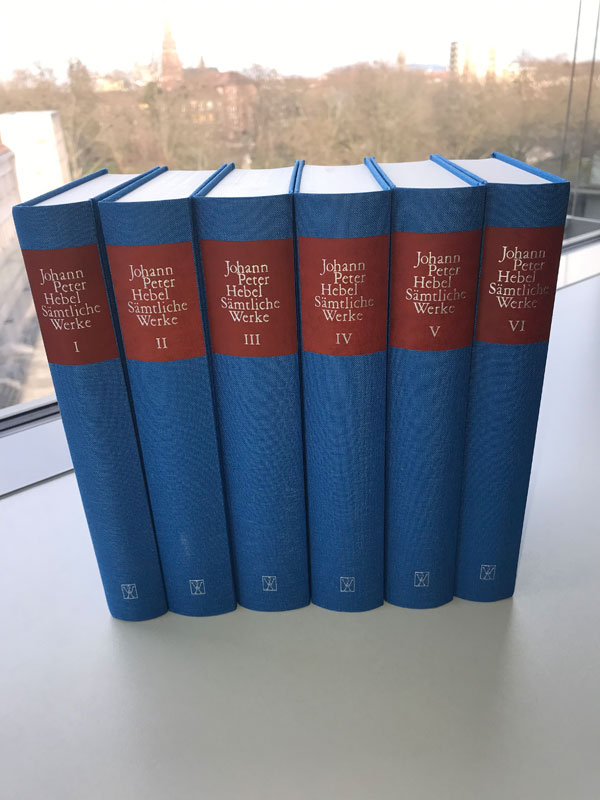 Johann
Peter
Hebel
Sämtliche
Werke
I
Johann
Peter
Hebel
Sämtliche
Werke
II
Johann
Peter
Hebel
Sämtliche
Werke
III
Johann
Peter
Hebel
Sämtliche
Werke
IV
Johann
Peter
Hebel
Sämtliche
Werke
V
Johann
Peter
Hebel
Sämtliche
Werke
VI